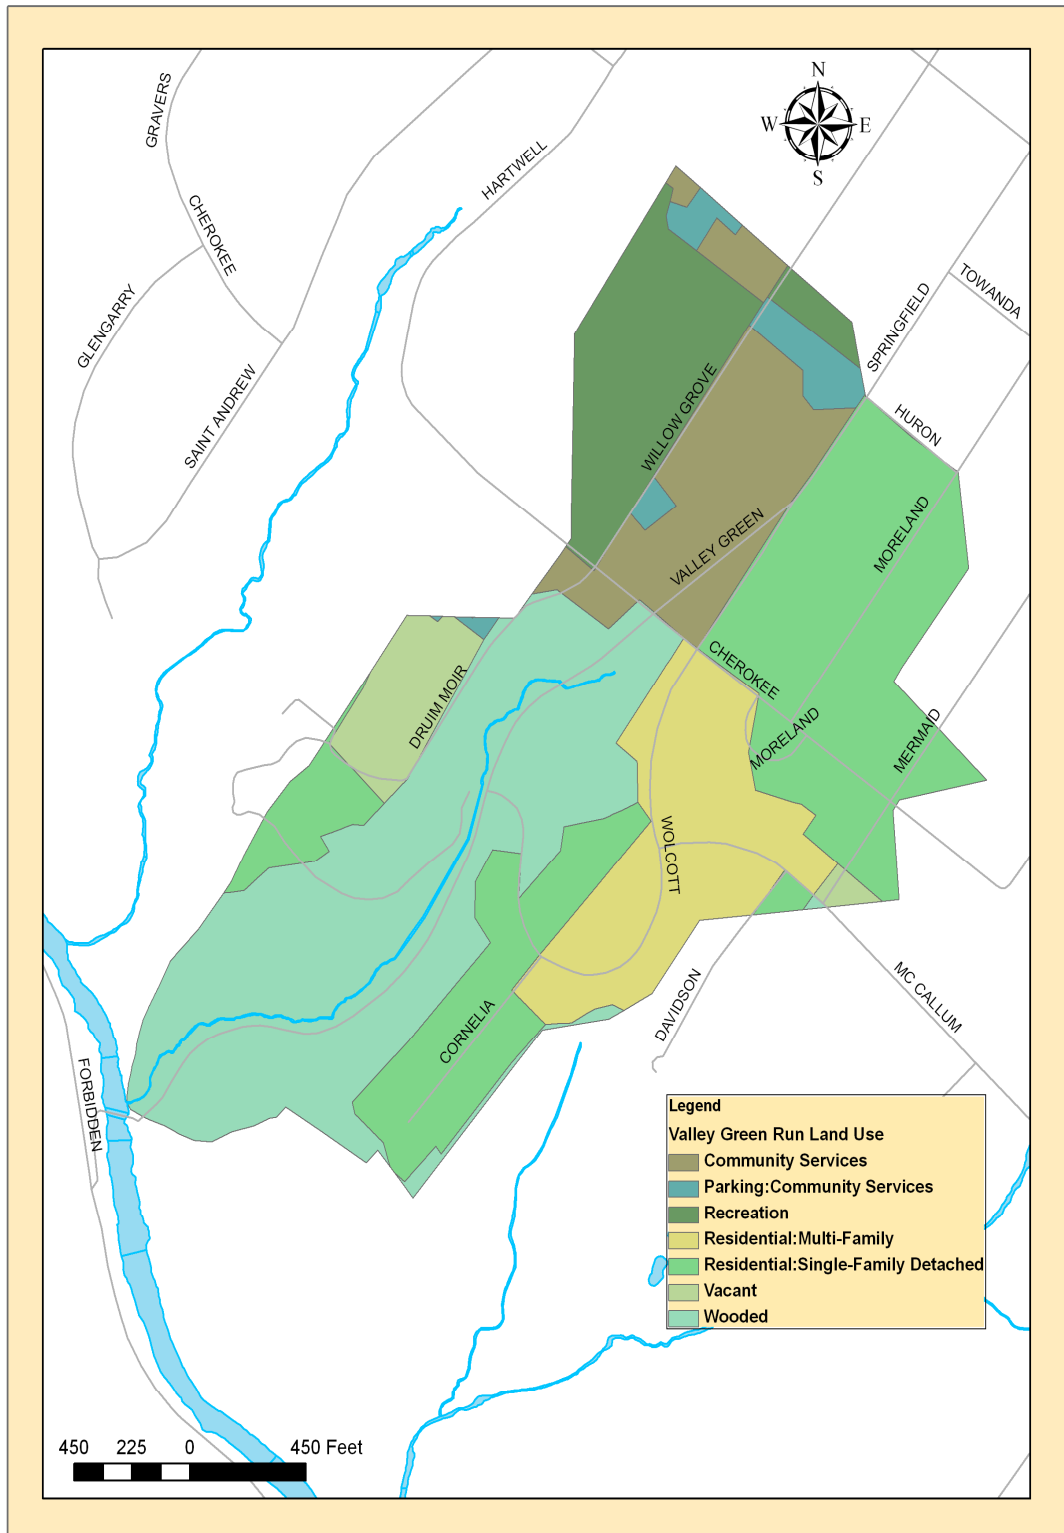 N
W E
S
GRAVERS
HARTWELL
CHEROKEE
GLENGARRY
TOWANDA
SPRINGFIELD
SAINT ANDREW
WILLOW GROVE
HURON
MORELAND
VALLEY GREEN
CHEROKEE
DRUIM MOIR
MORELAND
MERMAID
WOLCOTT
MC CALLUM
DAVIDSON
CORNELIA
FORBIDDEN
Legend
Valley Green Run Land Use
Community Services
Parking:Community Services
Recreation
Residential:Multi-Family
Residential:Single-Family Detached
Vacant
Wooded
450 225 0 450 Feet